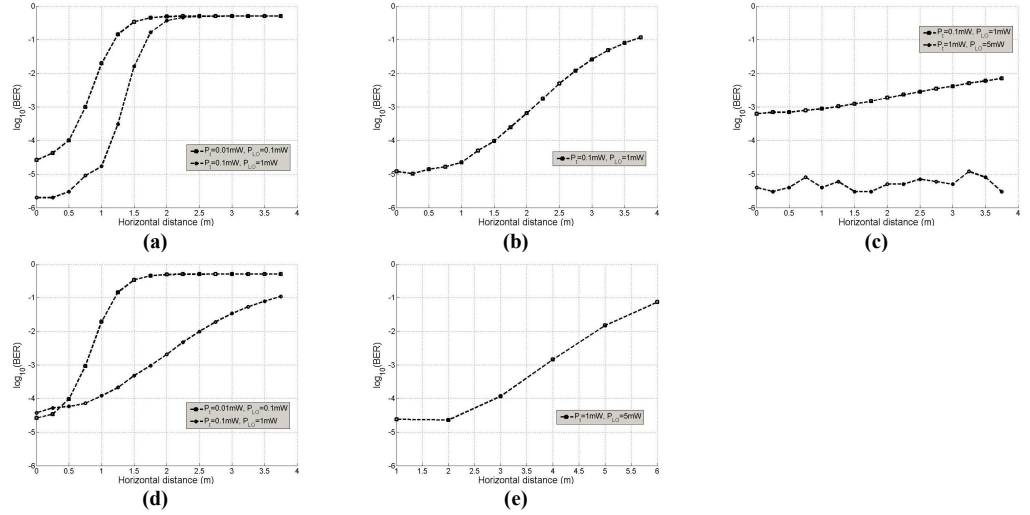 log10(BER)
0
-1
-2
-3
-4
-5
-6
Pt=0.01mW, PLO=0.1mW
Pt=0.1mW, PLO=1mW
0 0.5 1 1.5 2 2.5 3 3.5 4
Horizontal distance (m)
(a)
log10(BER)
0
-1
-2
-3
-4
-5
-6
Pt=0.1mW, PLO=1mW
0 0.5 1 1.5 2 2.5 3 3.5 4
Horizontal distance (m)
(b)
log10(BER)
0
-1
-2
-3
-4
-5
-6
Pt=0.1mW, PLO=1mW
Pt=1mW, PLO=5mW
0 0.5 1 1.5 2 2.5 3 3.5 4
Horizontal distance (m)
(c)
log10(BER)
0
-1
-2
-3
-4
-5
-6
Pt=0.01mW, PLO=0.1mW
Pt=0.1mW, PLO=1mW
0 0.5 1 1.5 2 2.5 3 3.5 4
Horizontal distance (m)
(d)
log10(BER)
0
-1
-2
-3
-4
-5
-6
Pt=1mW, PLO=5mW
1 1.5 2 2.5 3 3.5 4 4.5 5 5.5 6
Horizontal distance (m)
(e)